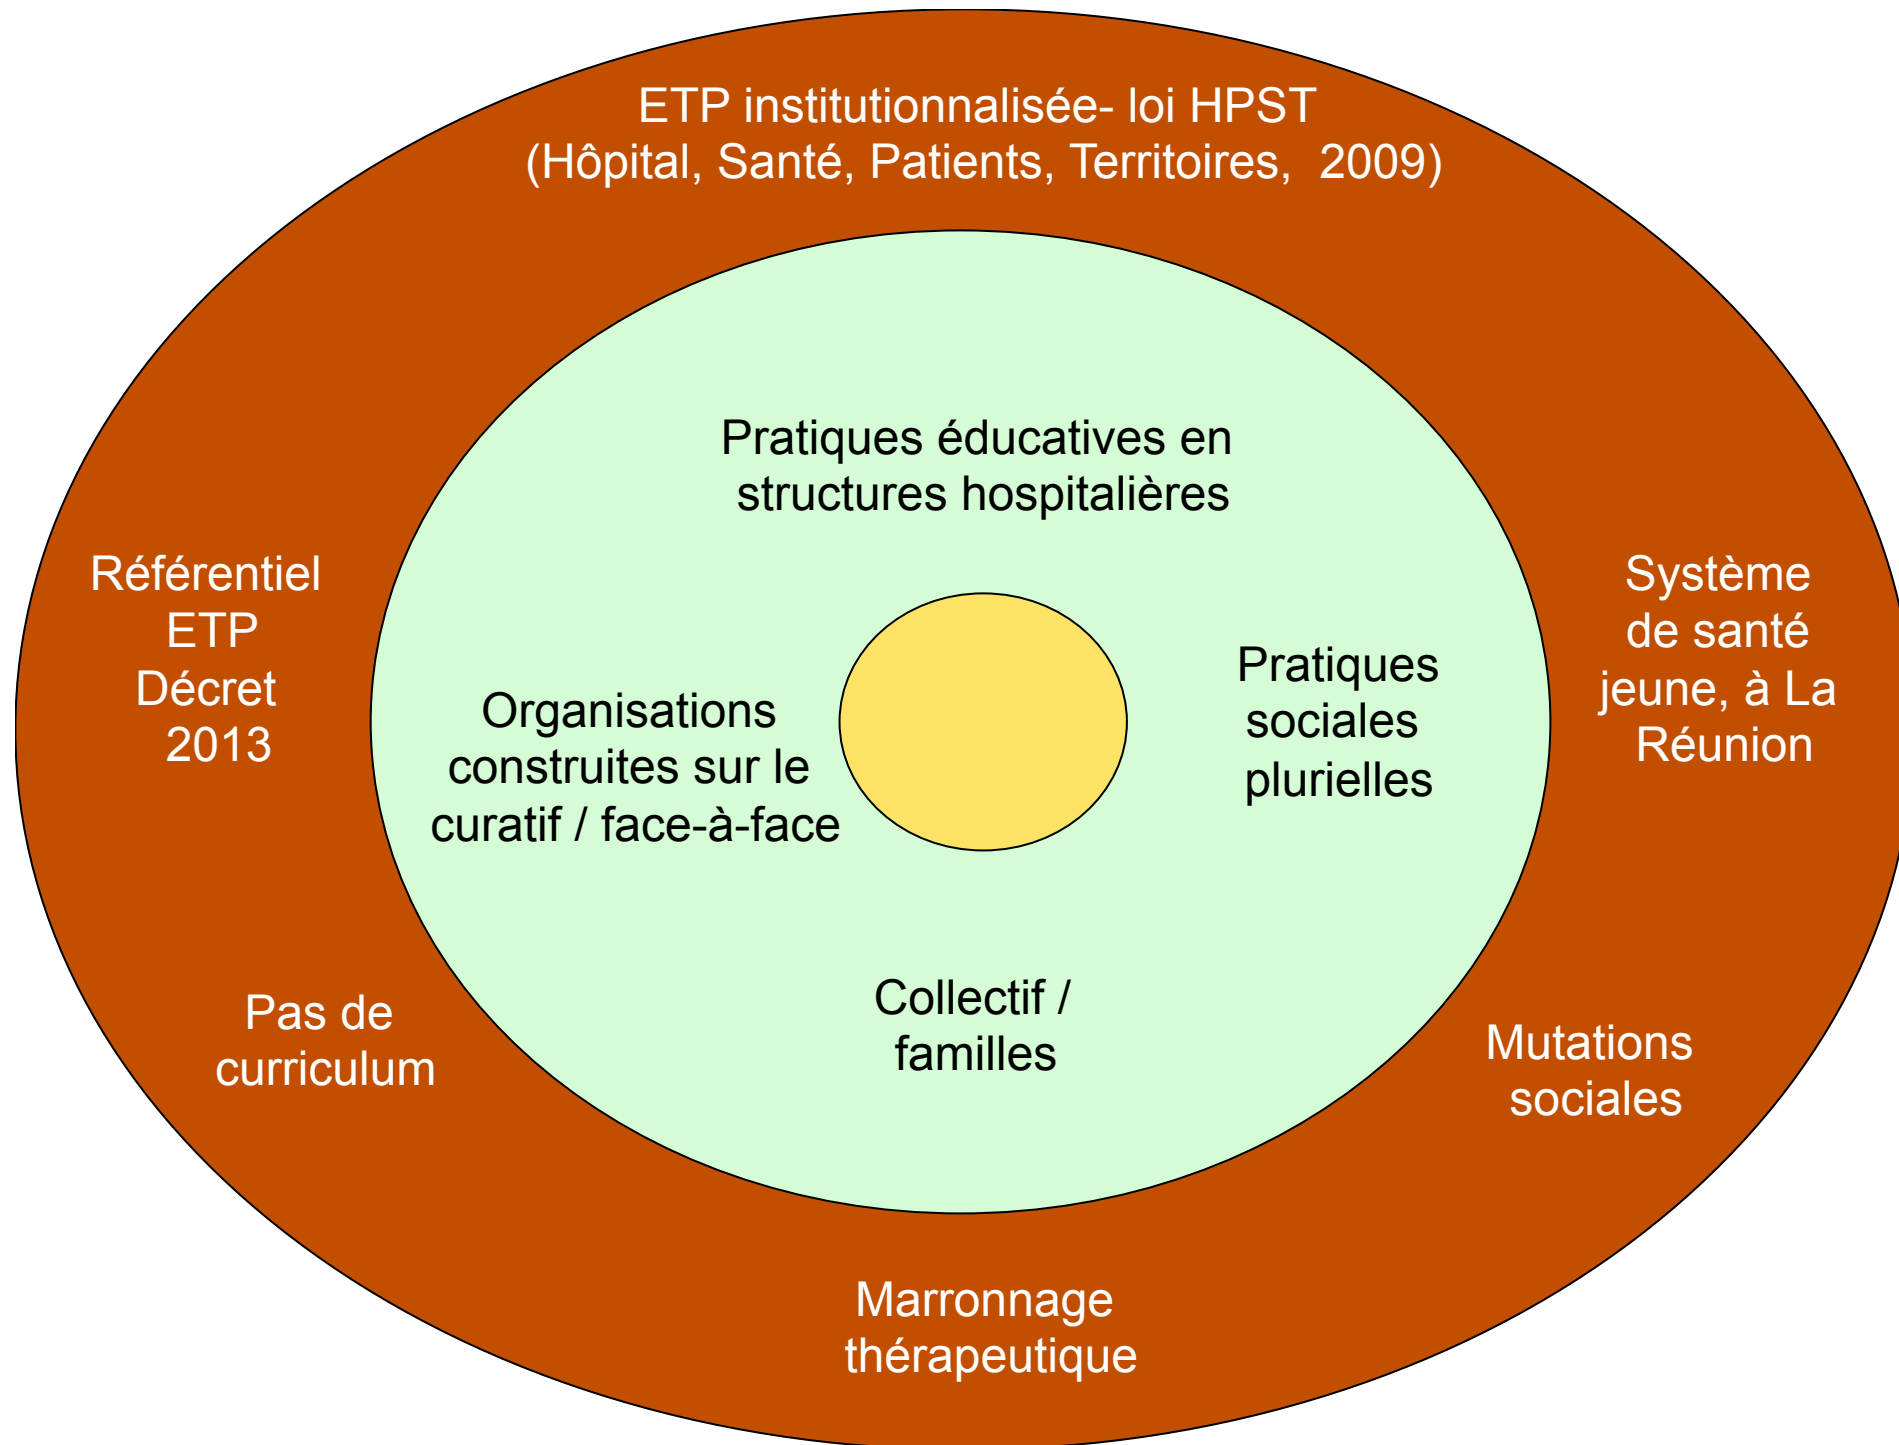 ETP institutionnalisée- loi HPST
(Hôpital, Santé, Patients, Territoires, 2009)
Pratiques éducatives en
structures hospitalières
Référentiel
ETP
Décret
2013
Organisations
construites sur le
curatif / face-à-face
Pratiques
sociales
plurielles
Système
de santé
jeune, à La
Réunion
Pas de
curriculum
Collectif /
familles
Mutations
sociales
Marronnage
thérapeutique